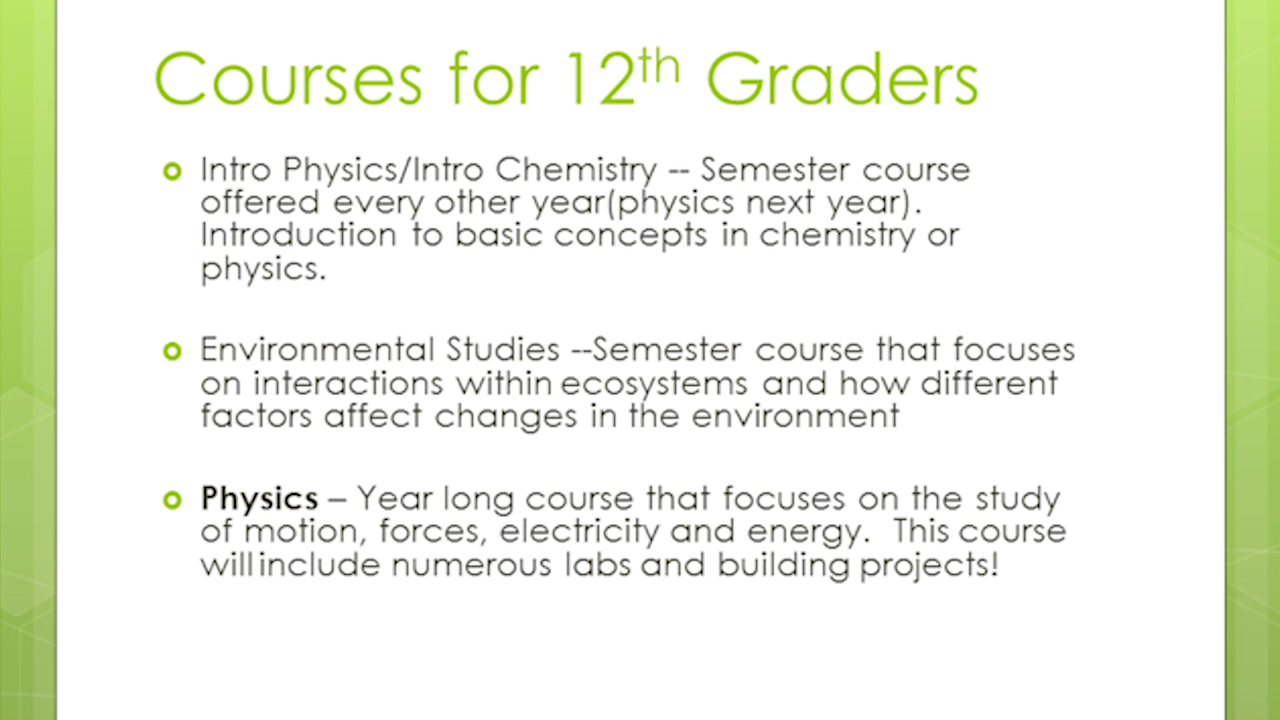 Courses for 12th Graders
Intro Physics/Intro Chemistry -- Semester course
offered every other year(physics next year).
Introduction to basic concepts in chemistry or
physics.
Environmental Studies --Semester course that focuses
on interactions within ecosystems and how different
factors affect changes in the environment
Physics – Year long course that focuses on the study
of motion, forces, electricity and energy.  This course
will include numerous labs and building projects!